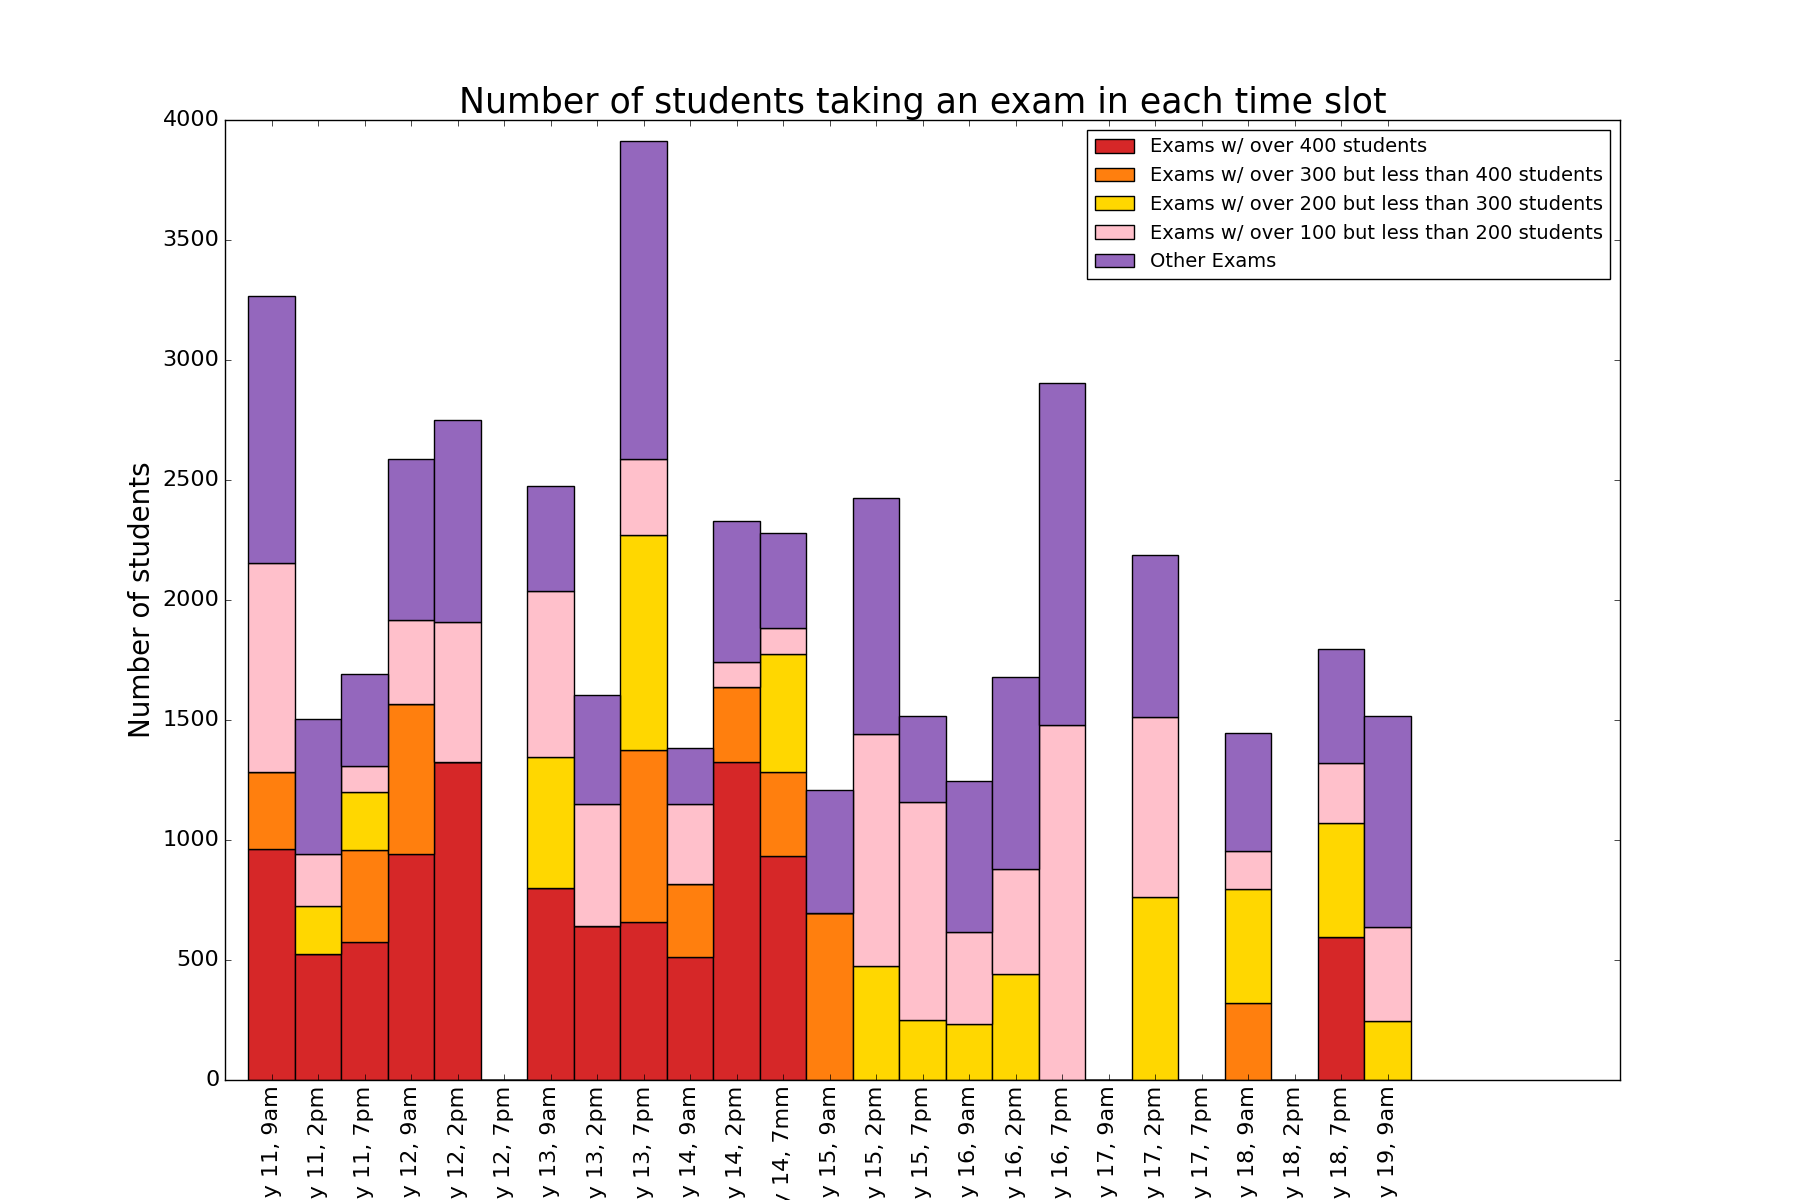 Number of students taking an exam in each time slot
Exams w/ over 400 students
Exams w/ over 300 but less than 400 students
Exams w/ over 200 but less than 300 students
Exams w/ over 100 but less than 200 students
Other Exams
Number of students
4000
3500
3000
2500
2000
1500
1000
500
0
y 11, 9am
y 11, 2pm
y 11, 7pm
y 12, 9am
y 12, 2pm
y 12, 7pm
y 13, 9am
y 13, 2pm
y 13, 7pm
y 14, 9am
y 14, 2pm
y 14, 7mm
y 15, 9am
y 15, 2pm
y 15, 7pm
y 16, 9am
y 16, 2pm
y 16, 7pm
y 17, 9am
y 17, 2pm
y 17, 7pm
y 18, 9am
y 18, 2pm
y 18, 7pm
y 19, 9am